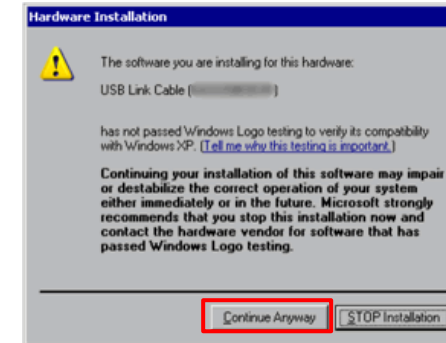 Hardware Installation
The software you are installing for this hardware:
USB Link Cable ( )
has not passed Windows Logo testing to verify its compatibility
with Windows XP. (Tell me why this testing is important.)
Continuing your installation of this software may impair
or destabilize the correct operation of your system
either immediately or in the future. Microsoft strongly
recommends that you stop this installation now and
contact the hardware vendor for software that has
passed Windows Logo testing.
Continue Anyway
STOP Installation